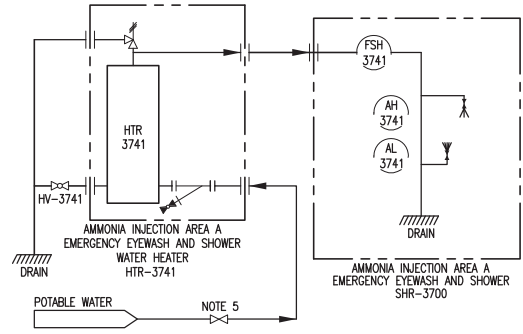 FSH
3741
AH
3741
AL
3741
HTR
3741
HV-3741
DRAIN
AMMONIA INJECTION AREA A
EMERGENCY EYEWASH AND SHOWER
WATER HEATER
HTR-3741
DRAIN
AMMONIA INJECTION AREA A
EMERGENCY EYEWASH AND SHOWER
SHR-3700
POTABLE WATER
NOTE 5